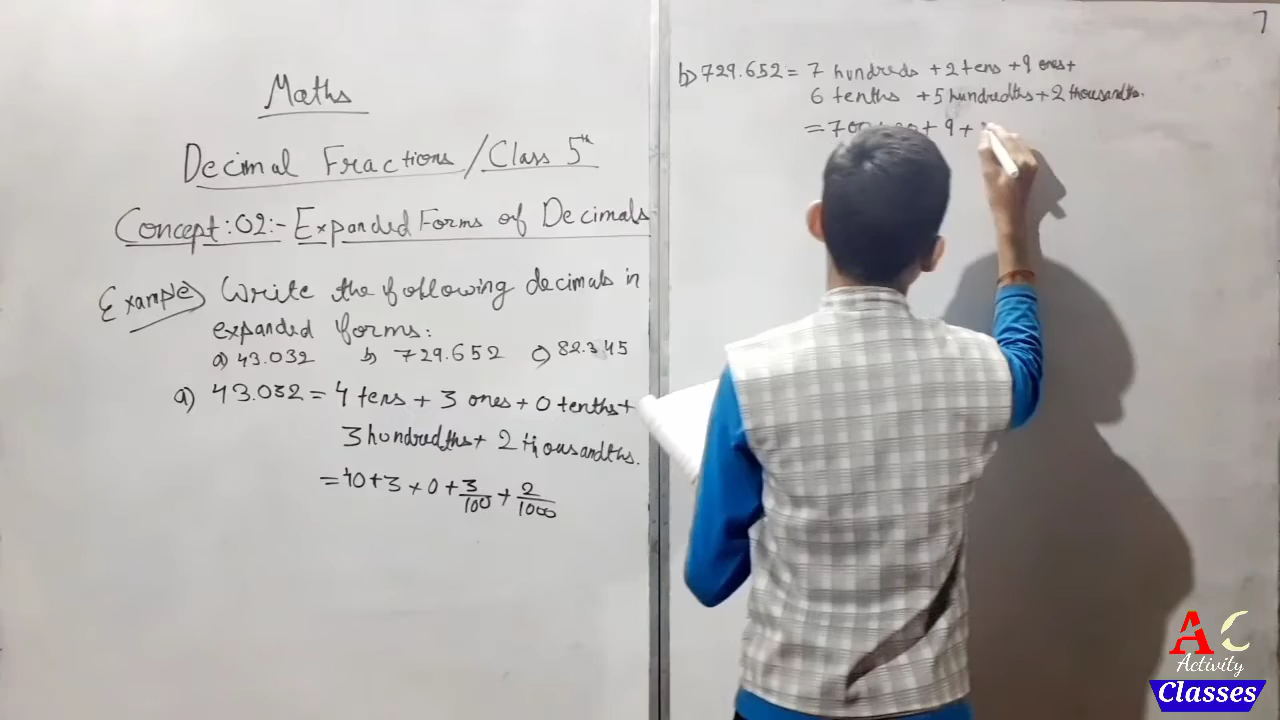 Maths
Decimal Fractions / Class 5th
Concept:02:- Expanded Forms of Decimals
Example) Write the following decimals in
expanded forms:
a) 43.032 b) 729.652 c) 82.345
a) 43.032 = 4 tens + 3 ones + 0 tenths +
3 hundredths + 2 thousandths.
= 40 + 3 + 0 + 3/100 + 2/1000
7
b) 729.652 = 7 hundreds + 2 tens + 9 ones +
6 tenths + 5 hundredths + 2 thousandths.
= 700 + 20 + 9 +
AC
Activity
Classes